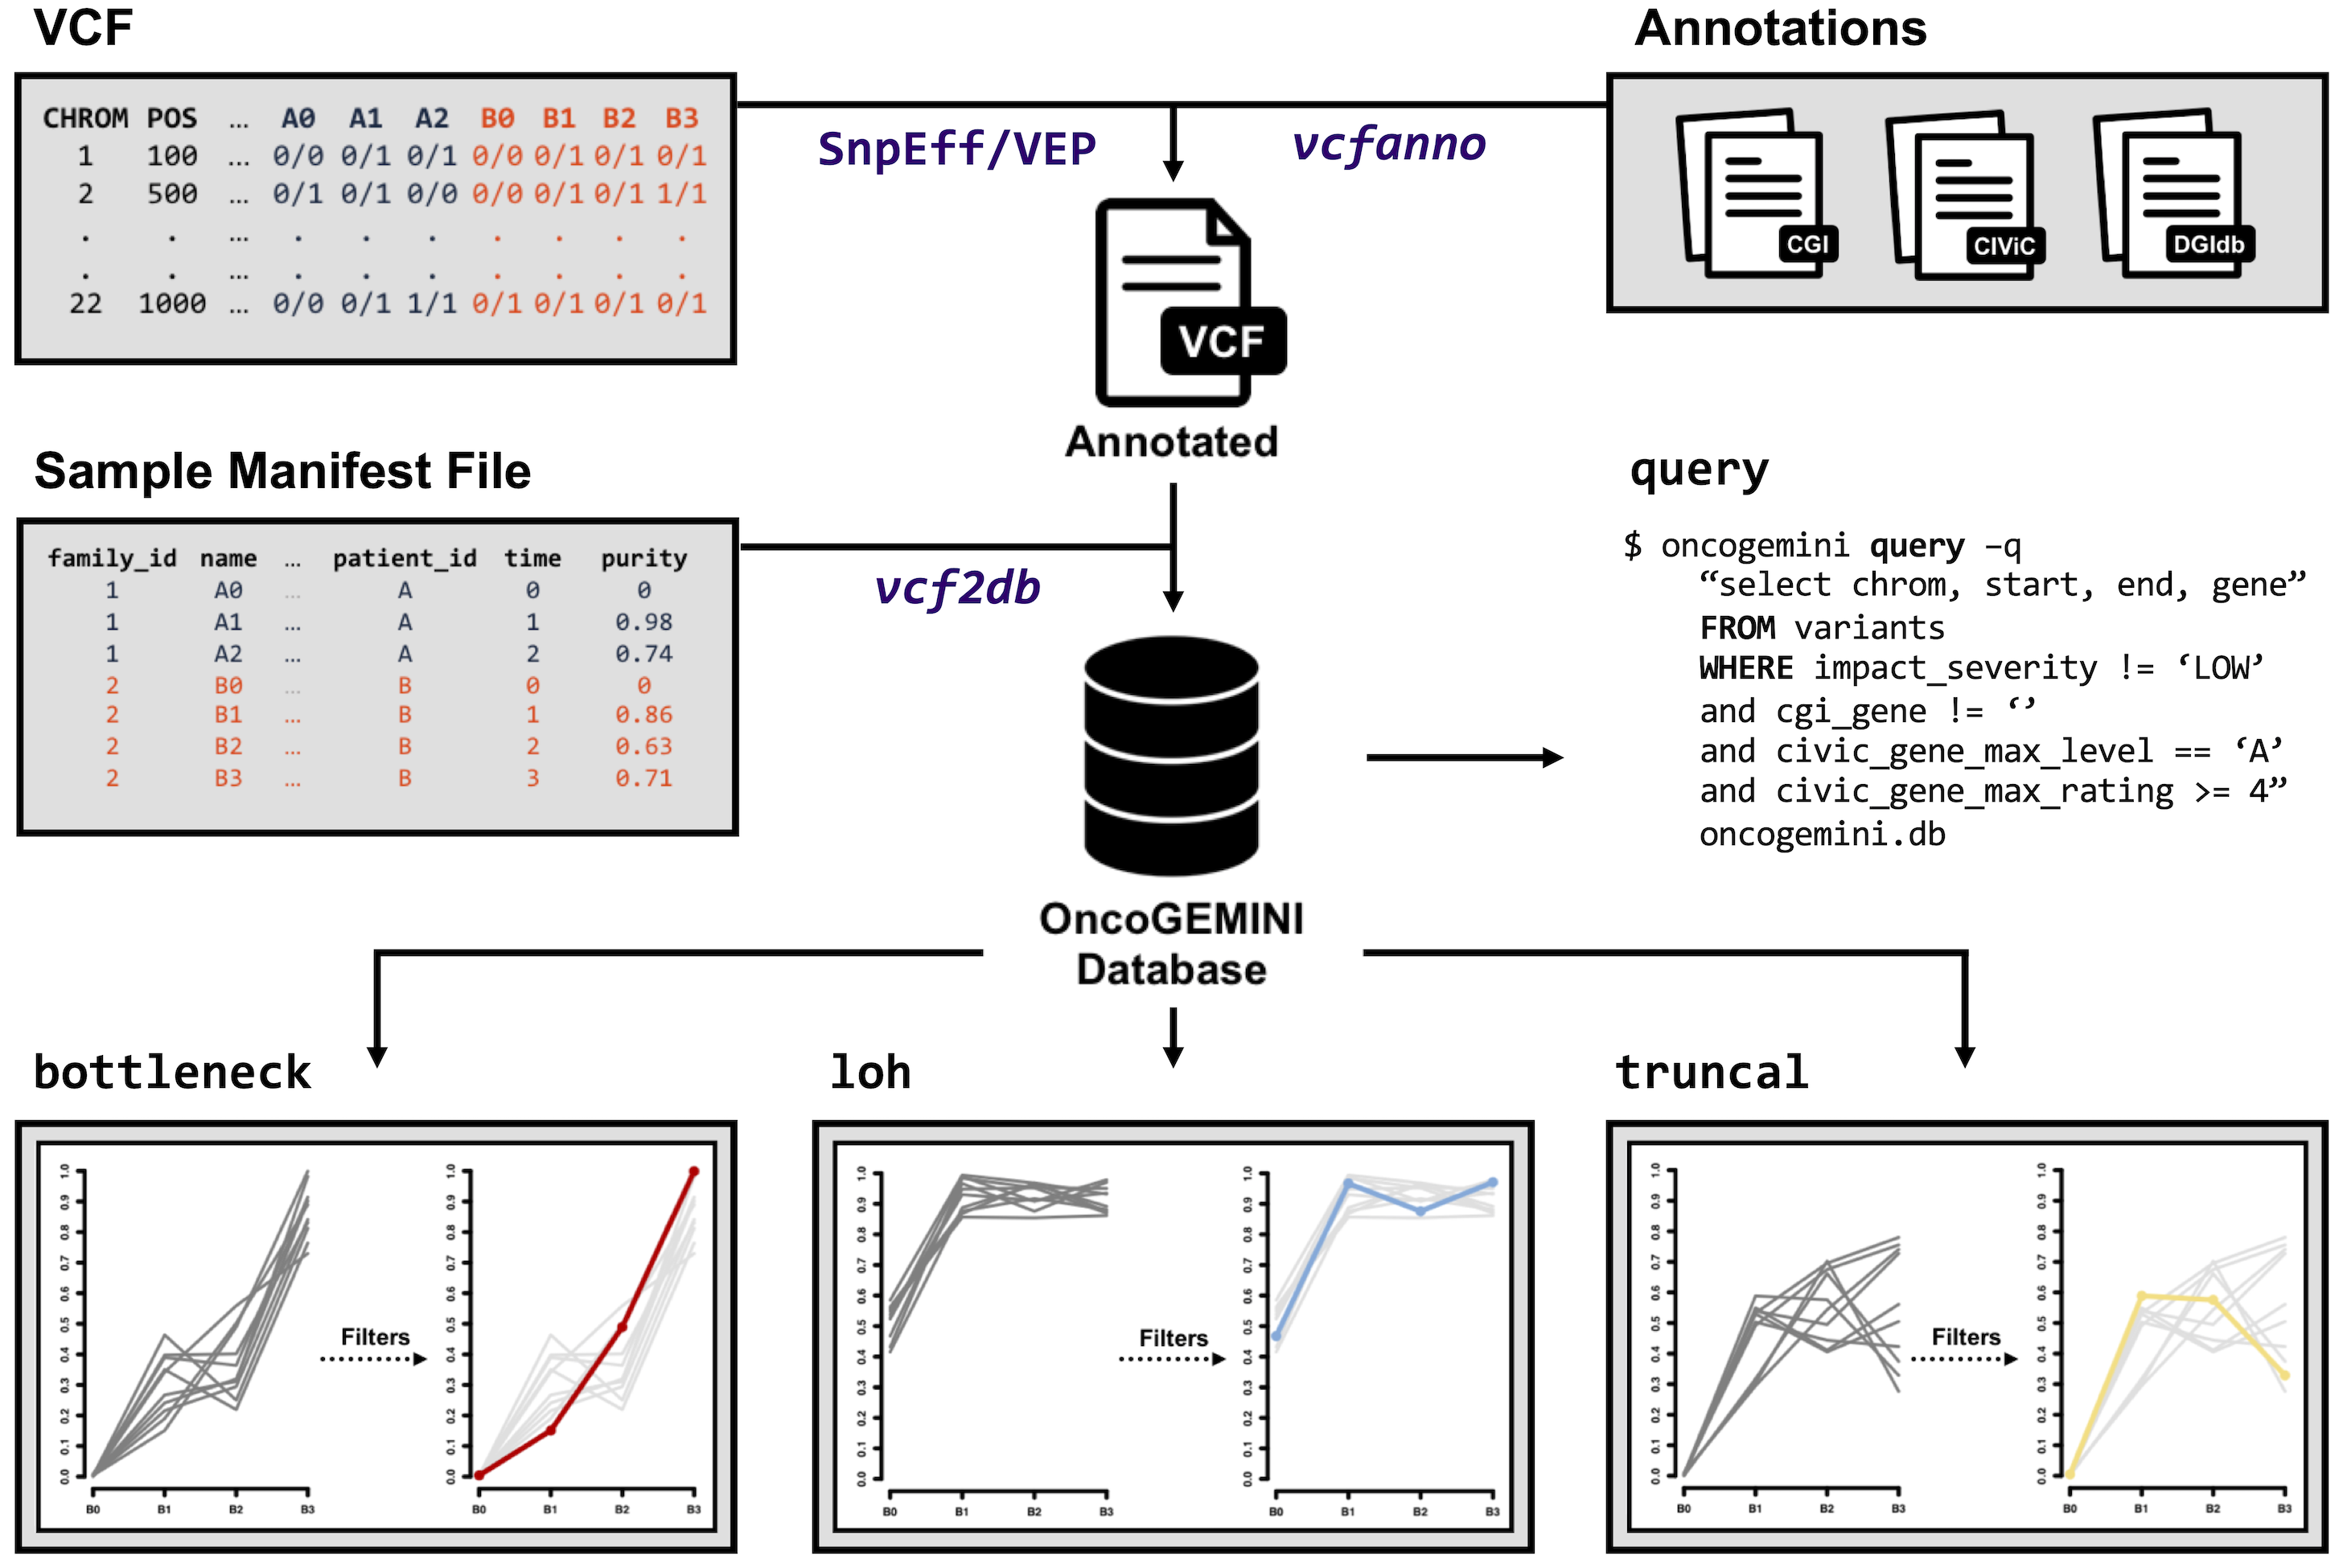 VCF
CHROM POS … A0 A1 A2 B0 B1 B2 B3
1 100 … 0/0 0/1 0/1 0/0 0/1 0/1 0/1
2 500 … 0/1 0/1 0/0 0/0 0/1 0/1 1/1
. . … . . . . . . .
. . … . . . . . . .
22 1000 … 0/0 0/1 1/1 0/1 0/1 0/1 0/1
SnpEff/VEP
vcfanno
Annotations
CGI
CIViC
DGIdb
VCF
Annotated
Sample Manifest File
family_id name … patient_id time purity
1 A0 … A 0 0
1 A1 … A 1 0.98
1 A2 … A 2 0.74
2 B0 … B 0 0
2 B1 … B 1 0.86
2 B2 … B 2 0.63
2 B3 … B 3 0.71
vcf2db
OncoGEMINI
Database
query
$ oncogemini query –q
“select chrom, start, end, gene”
FROM variants
WHERE impact_severity != ‘LOW’
and cgi_gene != ‘’
and civic_gene_max_level == ‘A’
and civic_gene_max_rating >= 4”
oncogemini.db
bottleneck
1.0
0.9
0.8
0.7
0.6
0.5
0.4
0.3
0.2
0.1
0.0
B0 B1 B2 B3
Filters
1.0
0.9
0.8
0.7
0.6
0.5
0.4
0.3
0.2
0.1
0.0
B0 B1 B2 B3
loh
1.0
0.9
0.8
0.7
0.6
0.5
0.4
0.3
0.2
0.1
0.0
B0 B1 B2 B3
Filters
1.0
0.9
0.8
0.7
0.6
0.5
0.4
0.3
0.2
0.1
0.0
B0 B1 B2 B3
truncal
1.0
0.9
0.8
0.7
0.6
0.5
0.4
0.3
0.2
0.1
0.0
B0 B1 B2 B3
Filters
1.0
0.9
0.8
0.7
0.6
0.5
0.4
0.3
0.2
0.1
0.0
B0 B1 B2 B3